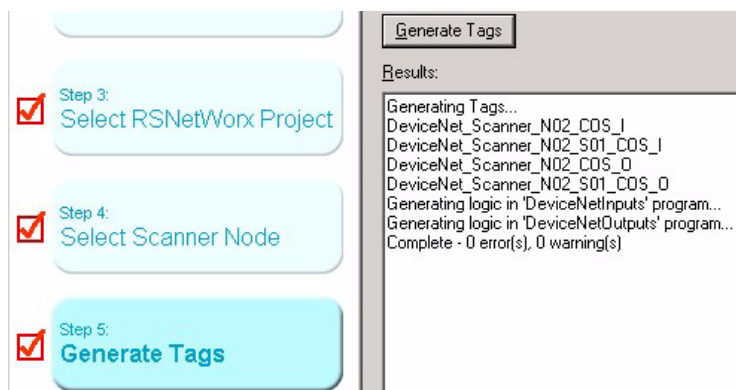 Step 3:
Select RSNetWorx Project
Step 4:
Select Scanner Node
Step 5:
Generate Tags
Generate Tags
Results:
Generating Tags...
DeviceNet_Scanner_N02_COS_I
DeviceNet_Scanner_N02_S01_COS_I
DeviceNet_Scanner_N02_COS_O
DeviceNet_Scanner_N02_S01_COS_O
Generating logic in 'DeviceNetInputs' program...
Generating logic in 'DeviceNetOutputs' program...
Complete - 0 error(s), 0 warning(s)